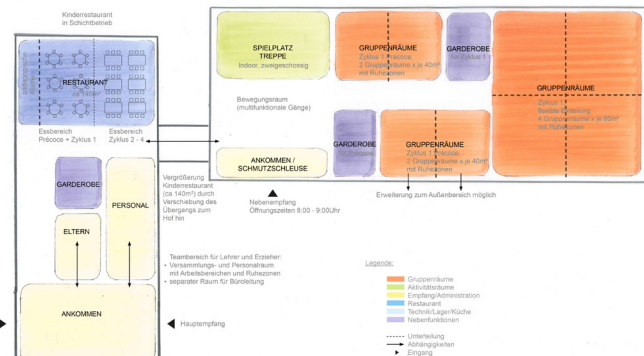 Kinderrestaurant
in Schichtbetrieb
RESTAURANT
ca 140m²
Essbereich
Précoce + Zyklus 1
Essbereich
Zyklus 2 - 4
GARDEROBE
PERSONAL
ELTERN
ANKOMMEN
SPIELPLATZ
TREPPE
Indoor, zweigeschossig
Bewegungsraum
(multifunktionale Gänge)
ANKOMMEN /
SCHMUTZSCHLEUSE
Nebenempfang
Öffnungszeiten 8:00 - 9:00Uhr
Vergrößerung
Kinderrestaurant
(ca 140m²) durch
Verschiebung des
Übergangs zum
Hof hin
Teambereich für Lehrer und Erzieher:
• Versammlungs- und Personalraum
mit Arbeitsbereichen und Ruhezonen
• separater Raum für Büroleitung
Hauptempfang
GRUPPENRÄUME
Zyklus 1 Précoce
2 Gruppenräume x je 40m²
mit Ruhezonen
GARDEROBE
für Zyklus 1
GARDEROBE
GRUPPENRÄUME
Zyklus 1 Précoce
2 Gruppenräume x je 40m²
mit Ruhezonen
Erweiterung zum Außenbereich möglich
GRUPPENRÄUME
Zyklus 1
4 Gruppenräume x je 60m²
mit Ruhezonen
Legende:
Gruppenräume
Aktivitätsräume
Empfang/Administration
Restaurant
Technik/Lager/Küche
Nebenfunktionen
Unterteilung
Abhängigkeiten
Eingang